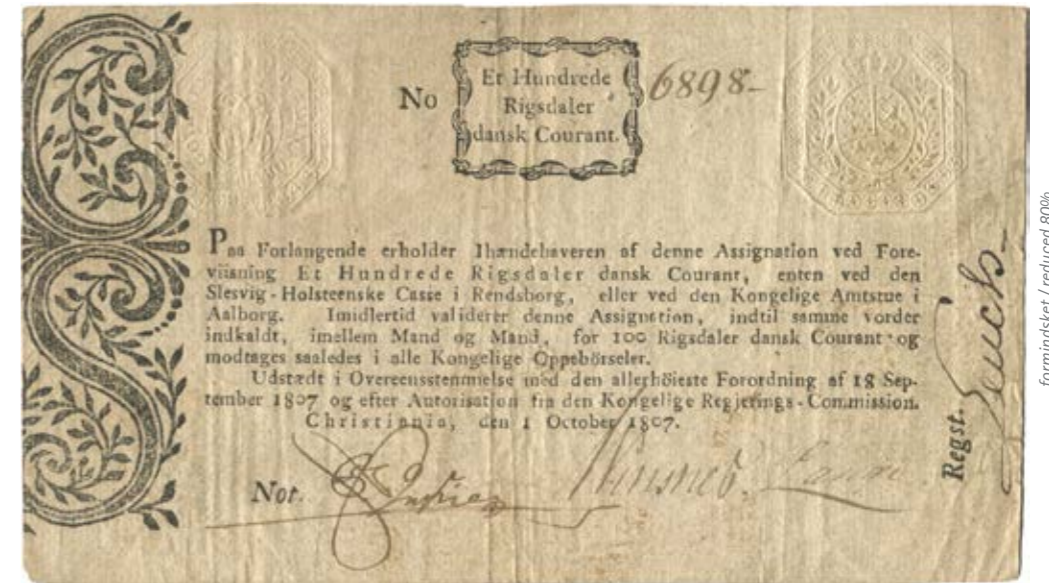 No
Et Hundrede
Rigsdaler
dansk Courant.
6898-
Paa Forlangende erholder Ihændehaveren af denne Assignation ved Fore-
viisning Et Hundrede Rigsdaler dansk Courant, enten ved den
Slesvig-Holsteenske Casse i Rendsborg, eller ved den Kongelige Amtstue i
Aalborg. Imidlertid validerer denne Assignation, indtil samme vorder
indkaldt, imellem Mand og Mand, for 100 Rigsdaler dansk Courant og
modtages saaledes i alle Kongelige Oppebörseler.
Udstædt i Overeensstemmelse med den allerhöieste Forordning af 18 Sep-
tember 1807 og efter Autorisation fra den Kongelige Regjerings-Commission.
Christiania, den 1 October 1807.
Not.
Regst.
formindsket / reduced 80%